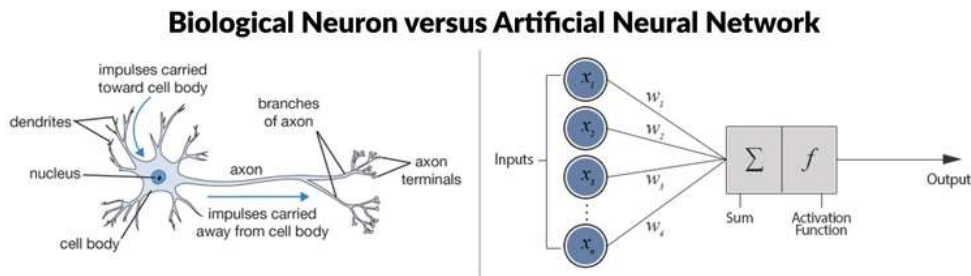 Biological Neuron versus Artificial Neural Network
impulses carried
toward cell body
dendrites
nucleus
cell body
axon
impulses carried
away from cell body
branches
of axon
axon
terminals
Inputs
x₁
x₂
x₃
xₙ
w₁
w₂
w₃
w₄
Σ
f
Sum
Activation
Function
Output